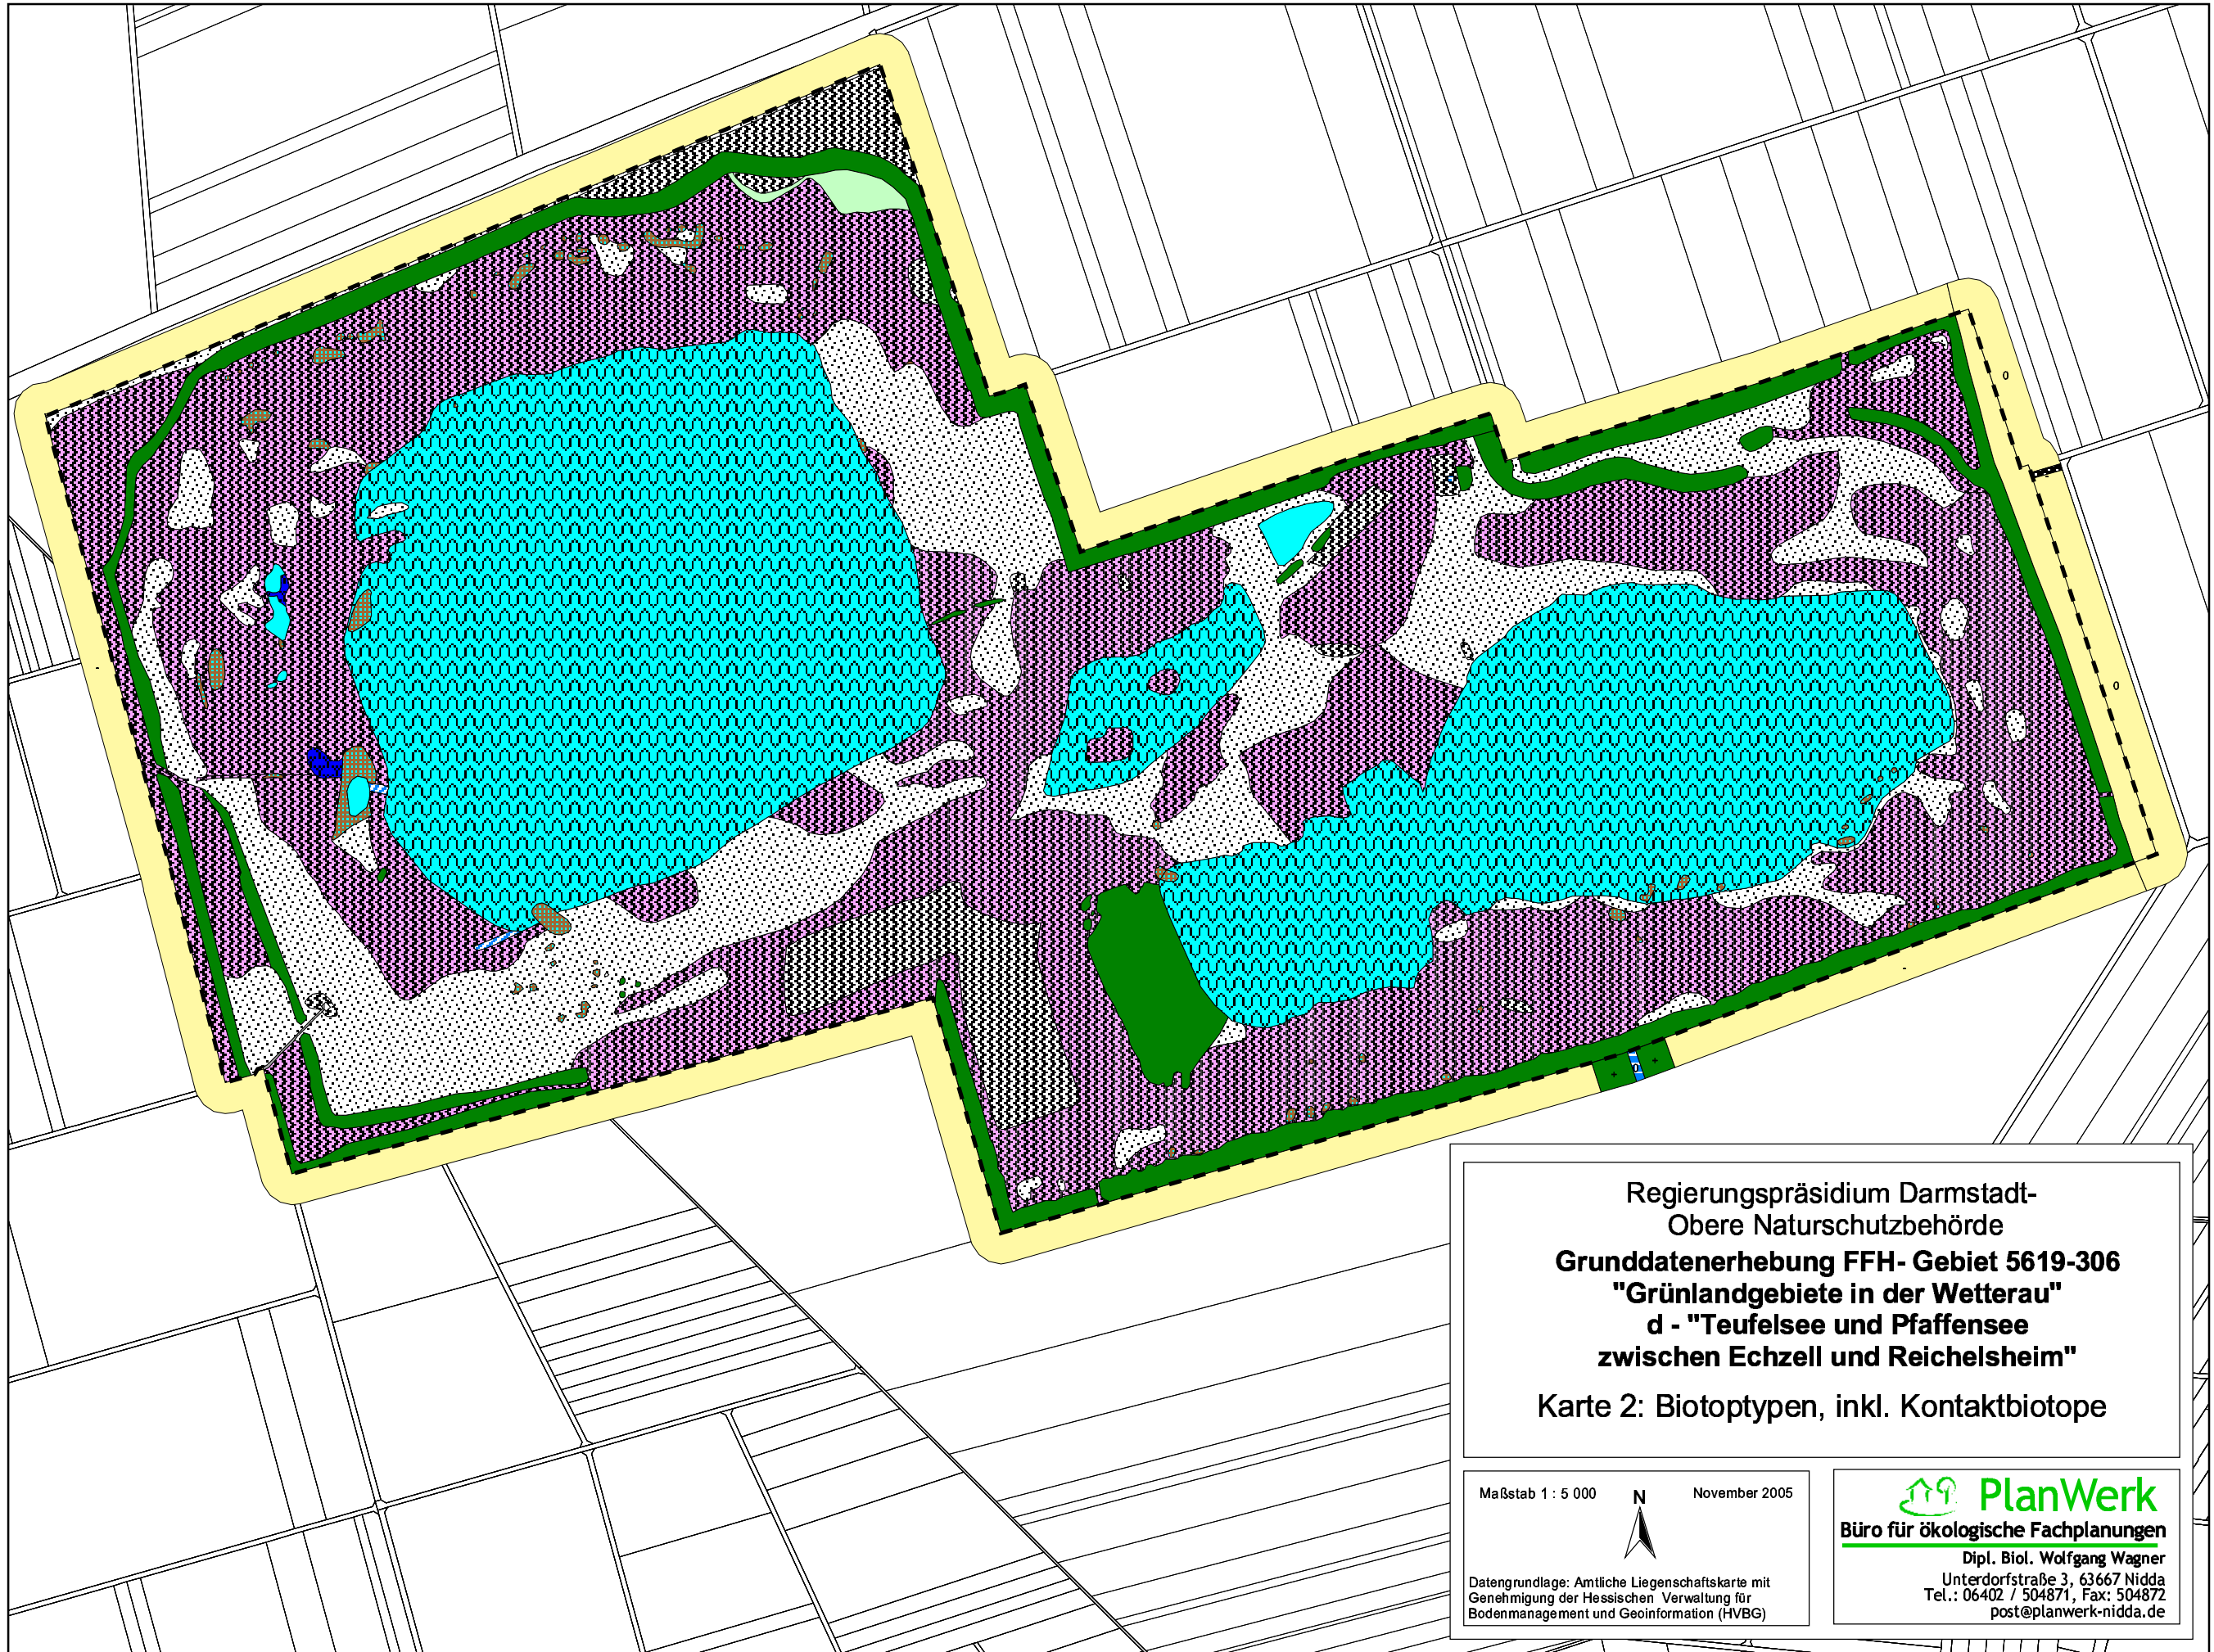 0
-
0
-
+
0
+
Regierungspräsidium Darmstadt-
Obere Naturschutzbehörde
Grunddatenerhebung FFH- Gebiet 5619-306
"Grünlandgebiete in der Wetterau"
d - "Teufelsee und Pfaffensee
zwischen Echzell und Reichelsheim"
Karte 2: Biotoptypen, inkl. Kontaktbiotope
Maßstab 1 : 5 000
N
November 2005
Datengrundlage: Amtliche Liegenschaftskarte mit
Genehmigung der Hessischen Verwaltung für
Bodenmanagement und Geoinformation (HVBG)
PlanWerk
Büro für ökologische Fachplanungen
Dipl. Biol. Wolfgang Wagner
Unterdorfstraße 3, 63667 Nidda
Tel.: 06402 / 504871, Fax: 504872
post@planwerk-nidda.de